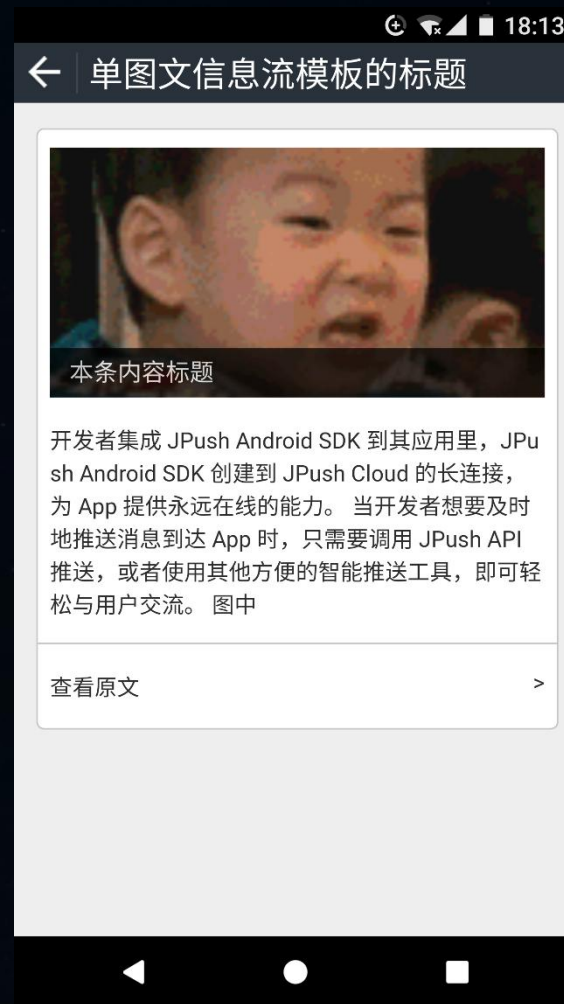 18:13
单图文信息流模板的标题
本条内容标题
开发者集成 JPush Android SDK 到其应用里，JPu
sh Android SDK 创建到 JPush Cloud 的长连接，
为 App 提供永远在线的能力。 当开发者想要及时
地推送消息到达 App 时，只需要调用 JPush API
推送，或者使用其他方便的智能推送工具，即可轻
松与用户交流。 图中
查看原文 >